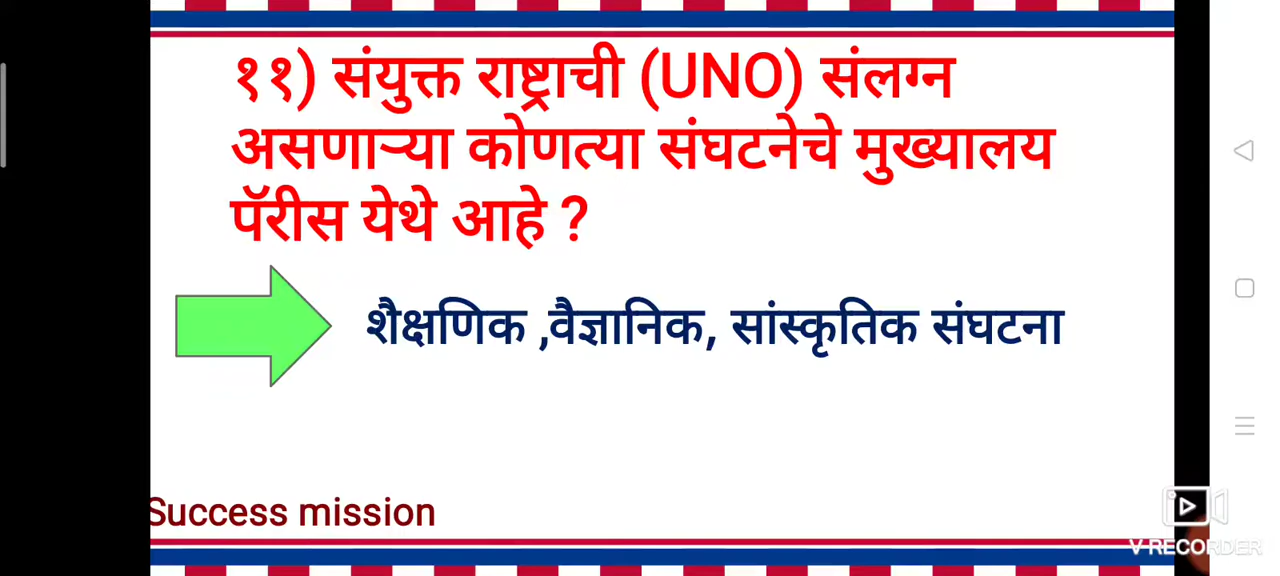 ११) संयुक्त राष्ट्राची (UNO) संलग्न
असणाऱ्या कोणत्या संघटनेचे मुख्यालय
पॅरीस येथे आहे ?
शैक्षणिक ,वैज्ञानिक, सांस्कृतिक संघटना
Success mission
V RECORDER